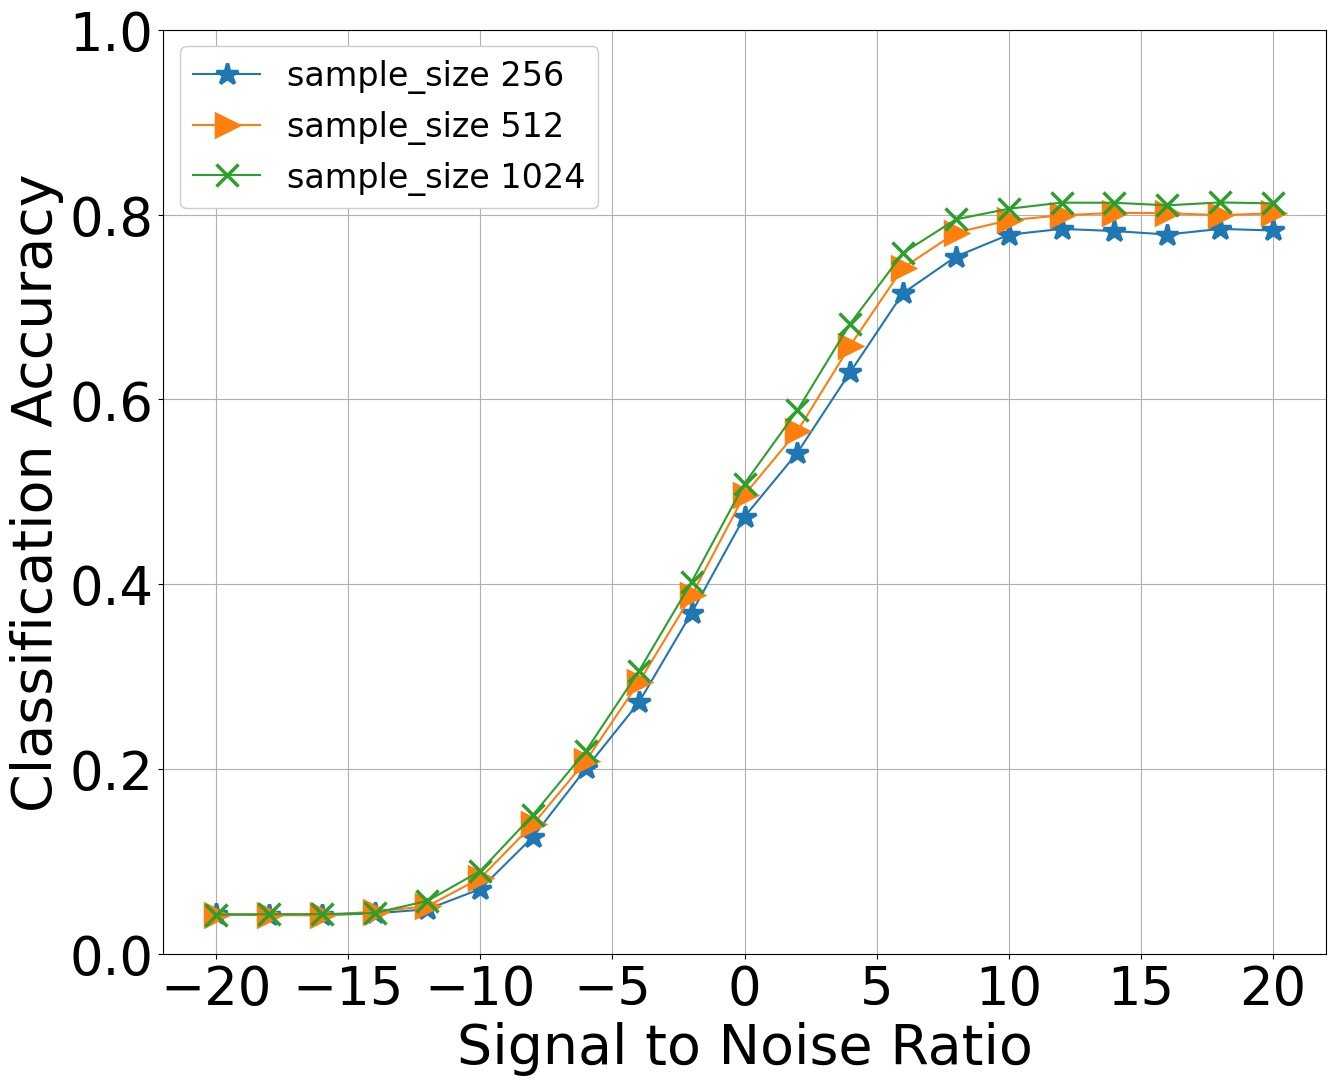 1.0
0.8
0.6
0.4
0.2
0.0
Classification Accuracy
sample_size 256
sample_size 512
sample_size 1024
−20 −15 −10 −5 0 5 10 15 20
Signal to Noise Ratio